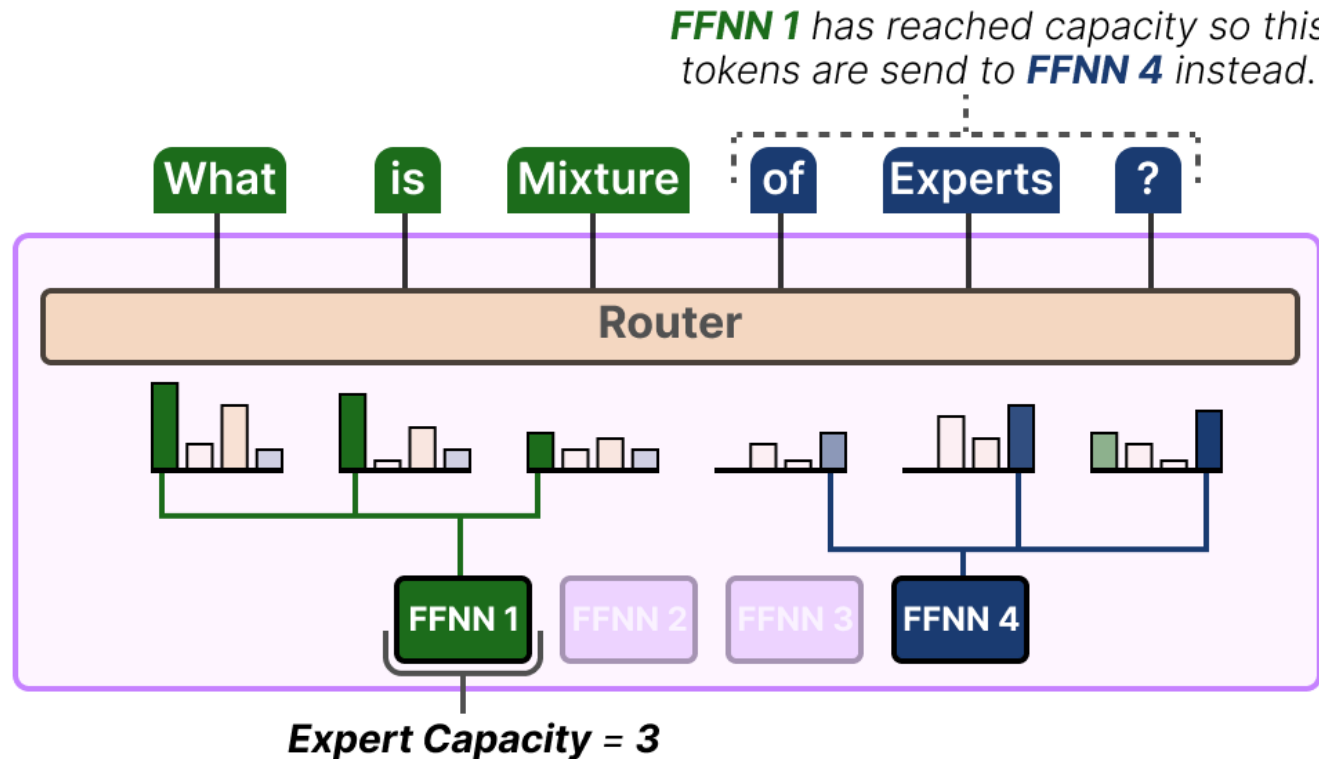 FFNN 1 has reached capacity so this
tokens are send to FFNN 4 instead.
What is Mixture of Experts ?
Router
FFNN 1 FFNN 2 FFNN 3 FFNN 4
Expert Capacity = 3